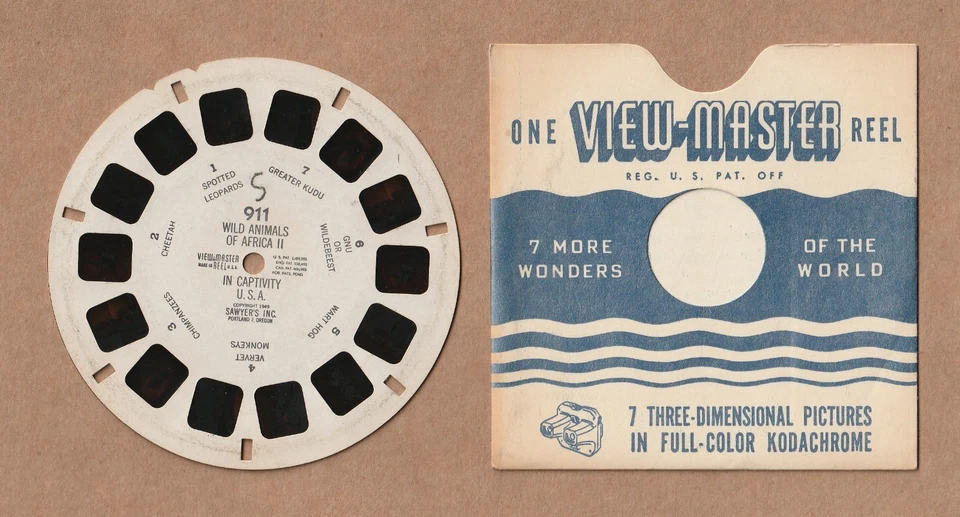 1
SPOTTED
LEOPARDS
7
GREATER KUDU
S
911
WILD ANIMALS
OF AFRICA II
2
CHEETAH
6
GNU
OR
WILDEBEEST
VIEW-MASTER
REEL
U.S.A.
IN CAPTIVITY
U.S.A.
COPYRIGHT 1949
SAWYER'S INC.
PORTLAND 7, OREGON
3
CHIMPANZEES
5
WART HOG
4
VERVET
MONKEYS
ONE VIEW-MASTER REEL
REG. U. S. PAT. OFF
7 MORE
WONDERS
OF THE
WORLD
7 THREE-DIMENSIONAL PICTURES
IN FULL-COLOR KODACHROME